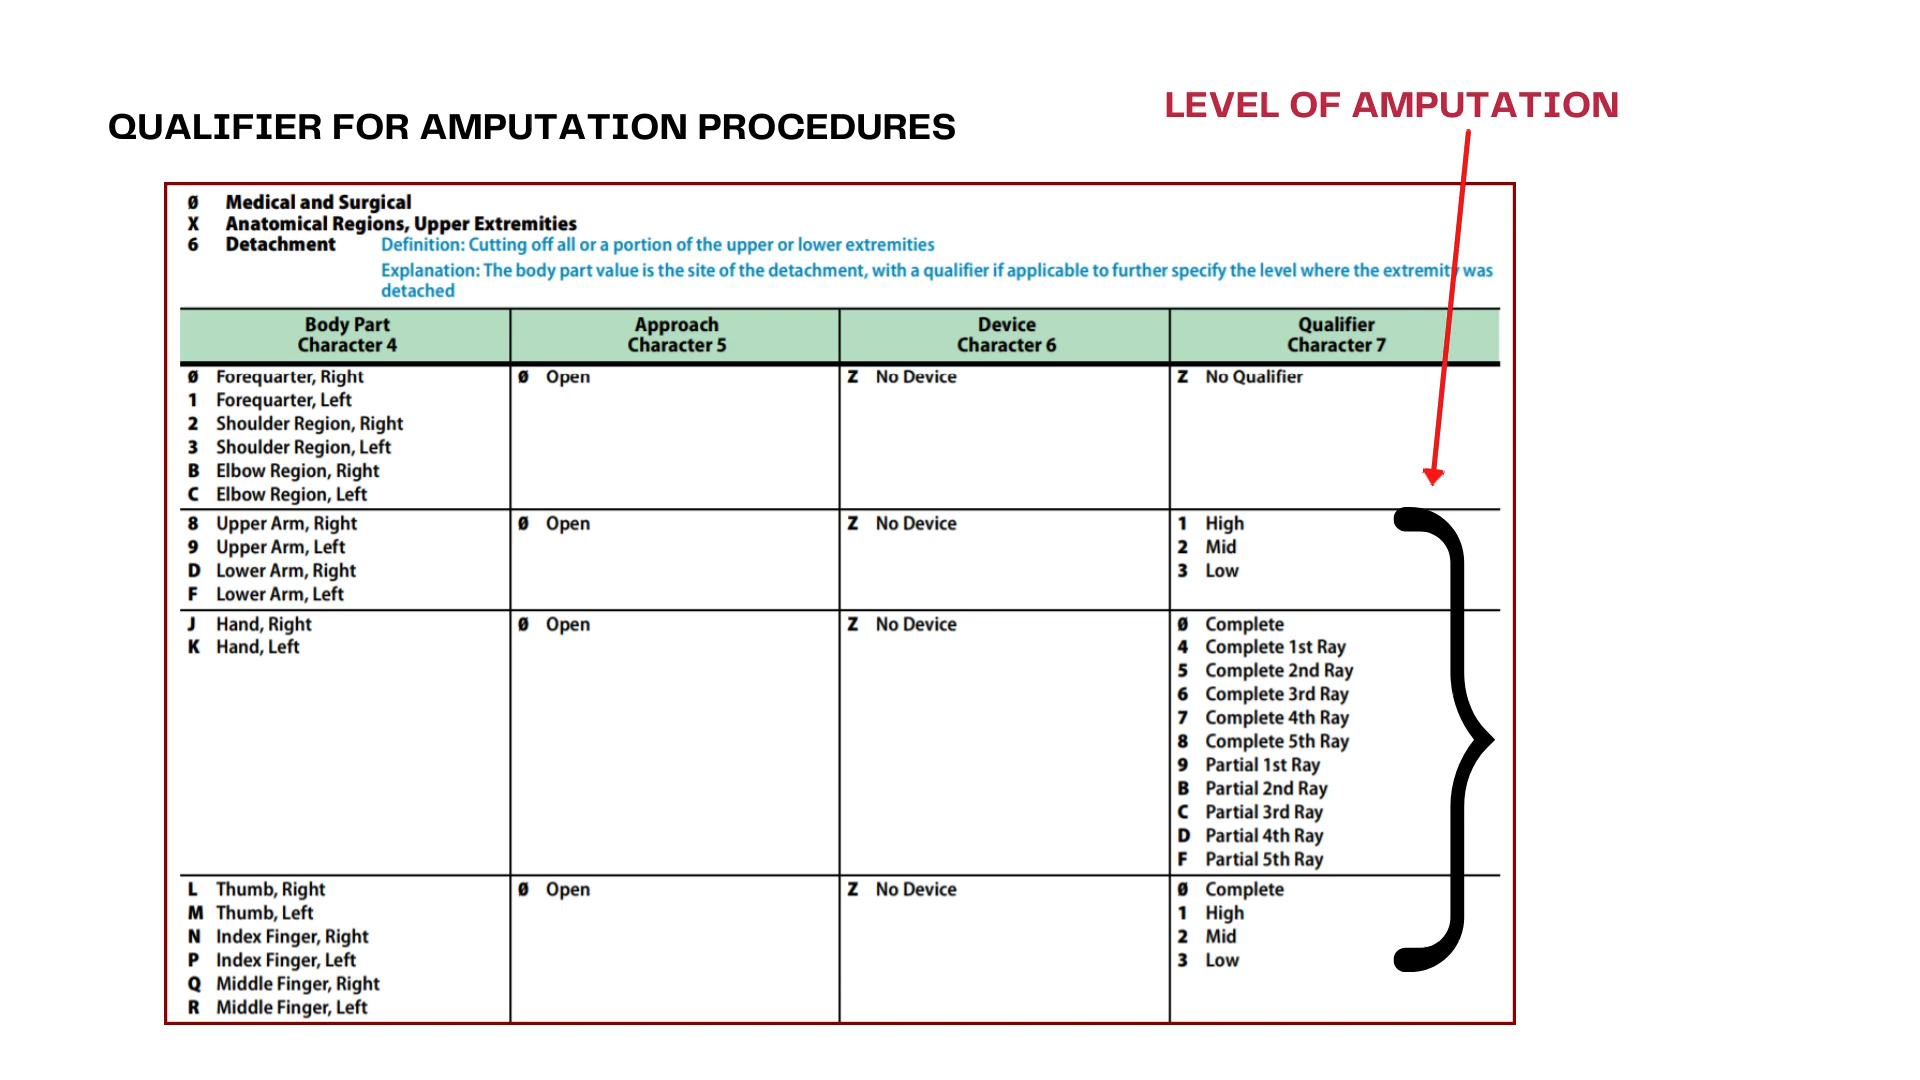 LEVEL OF AMPUTATION
QUALIFIER FOR AMPUTATION PROCEDURES
Ø Medical and Surgical
X Anatomical Regions, Upper Extremities
6 Detachment Definition: Cutting off all or a portion of the upper or lower extremities
Explanation: The body part value is the site of the detachment, with a qualifier if applicable to further specify the level where the extremity was
detached
Body Part Approach Device Qualifier
Character 4 Character 5 Character 6 Character 7
Ø Forequarter, Right Ø Open Z No Device Z No Qualifier
1 Forequarter, Left
2 Shoulder Region, Right
3 Shoulder Region, Left
B Elbow Region, Right
C Elbow Region, Left
8 Upper Arm, Right Ø Open Z No Device 1 High
9 Upper Arm, Left 2 Mid
D Lower Arm, Right 3 Low
F Lower Arm, Left
J Hand, Right Ø Open Z No Device Ø Complete
K Hand, Left 4 Complete 1st Ray
5 Complete 2nd Ray
6 Complete 3rd Ray
7 Complete 4th Ray
8 Complete 5th Ray
9 Partial 1st Ray
B Partial 2nd Ray
C Partial 3rd Ray
D Partial 4th Ray
F Partial 5th Ray
L Thumb, Right Ø Open Z No Device Ø Complete
M Thumb, Left 1 High
N Index Finger, Right 2 Mid
P Index Finger, Left 3 Low
Q Middle Finger, Right
R Middle Finger, Left